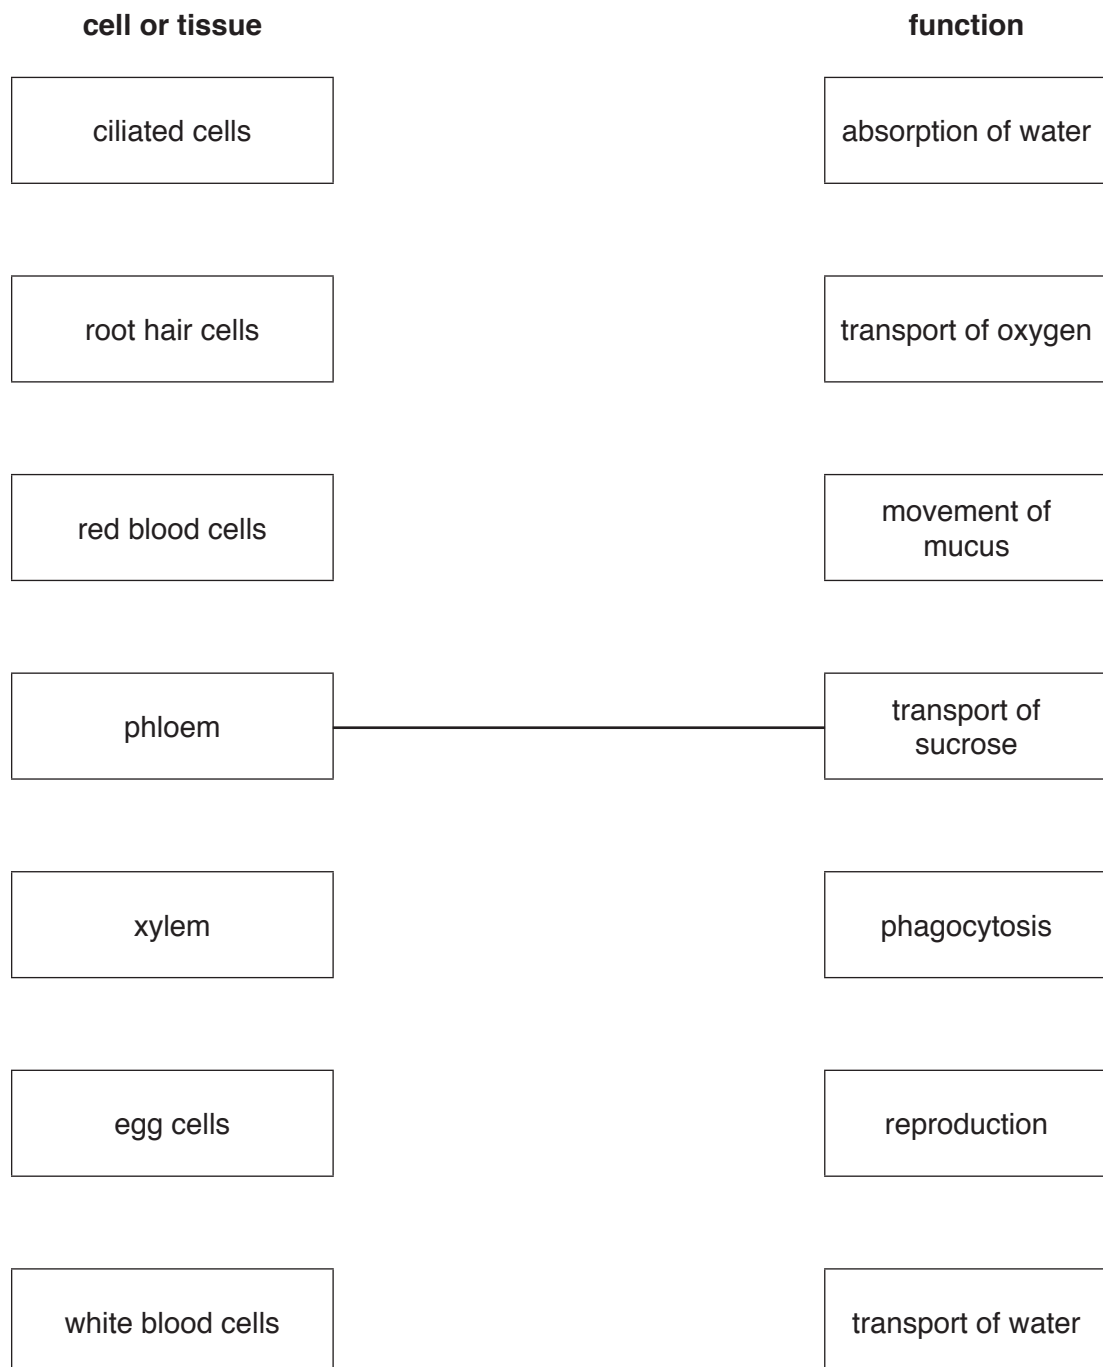 cell or tissue
function
ciliated cells
absorption of water
root hair cells
transport of oxygen
red blood cells
movement of
mucus
phloem
transport of
sucrose
xylem
phagocytosis
egg cells
reproduction
white blood cells
transport of water